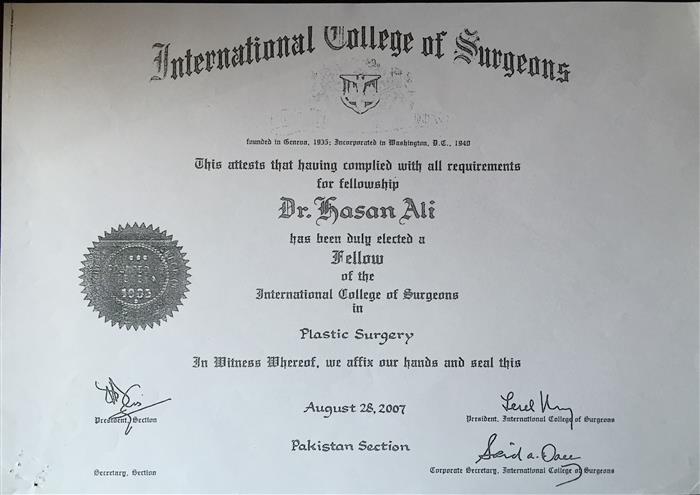 International College of Surgeons
founded in Geneva, 1935; Incorporated in Washington, D.C., 1940
This attests that having complied with all requirements
for fellowship
Dr. Hasan Ali
has been duly elected a
Fellow
of the
International College of Surgeons
in
Plastic Surgery
In Witness Whereof, we affix our hands and seal this
1935
August 28, 2007
President, Section
President, International College of Surgeons
Pakistan Section
Secretary, Section
Corporate Secretary, International College of Surgeons